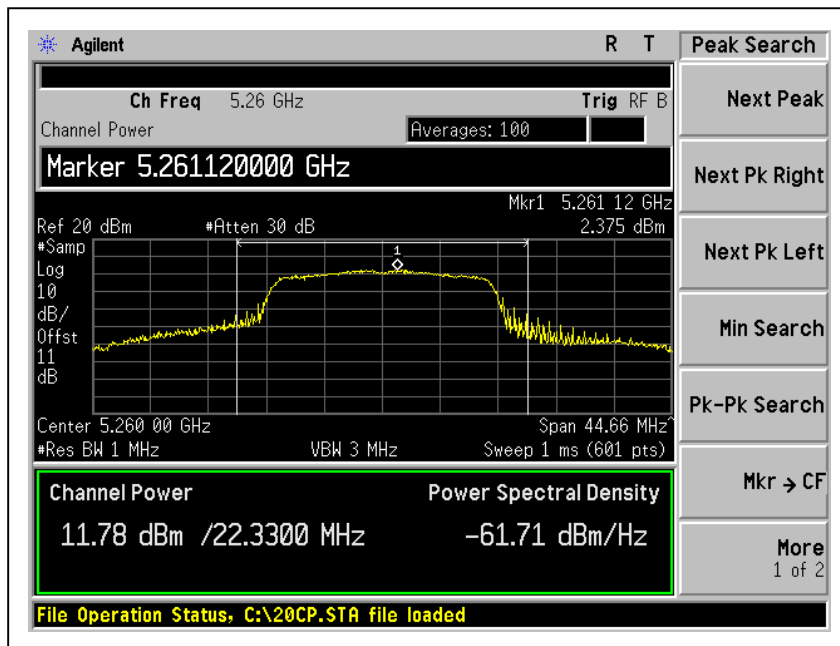 Agilent R T Peak Search
Ch Freq 5.26 GHz Trig RF B
Channel Power Averages: 100
Marker 5.261120000 GHz
Mkr1 5.261 12 GHz
Ref 20 dBm #Atten 30 dB 2.375 dBm
#Samp
Log
10
dB/
Offst
11
dB
1
Center 5.260 00 GHz Span 44.66 MHz^
#Res BW 1 MHz VBW 3 MHz Sweep 1 ms (601 pts)
Channel Power Power Spectral Density
11.78 dBm /22.3300 MHz -61.71 dBm/Hz
File Operation Status, C:\20CP.STA file loaded
Next Peak
Next Pk Right
Next Pk Left
Min Search
Pk-Pk Search
Mkr → CF
More
1 of 2